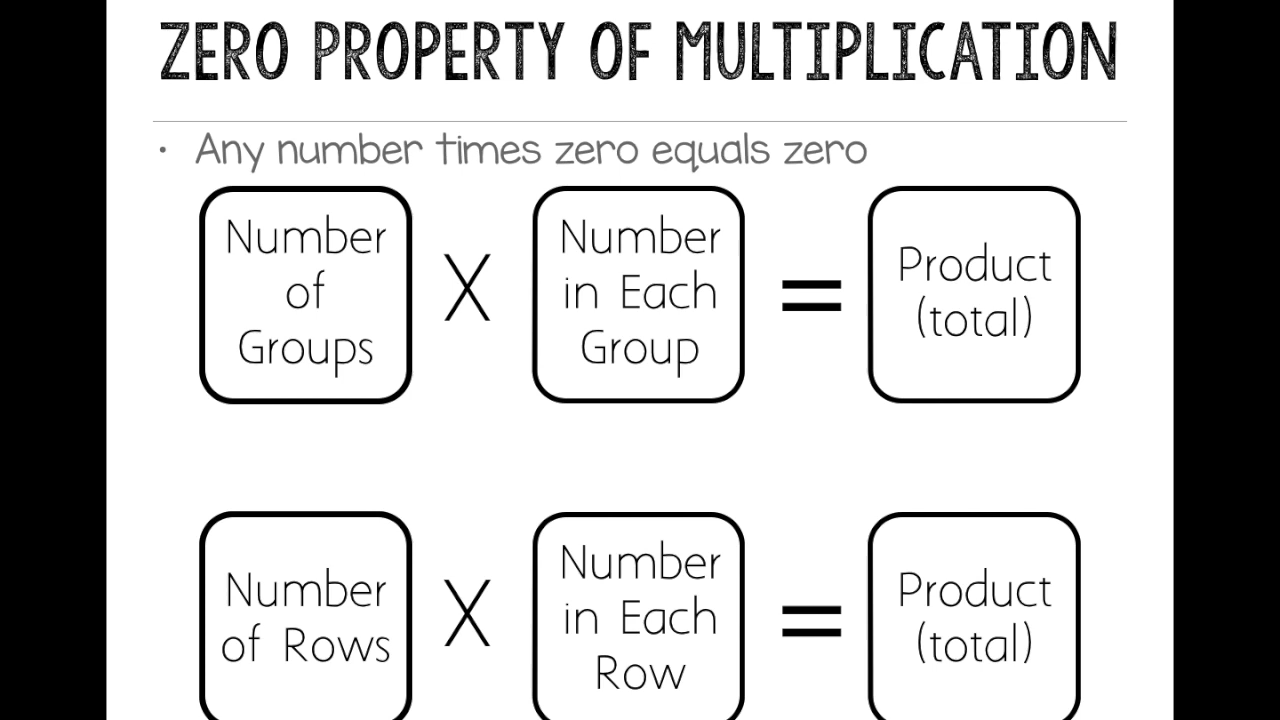 ZERO PROPERTY OF MULTIPLICATION
• Any number times zero equals zero
Number
of
Groups
X
Number
in Each
Group
=
Product
(total)
Number
of Rows
X
Number
in Each
Row
=
Product
(total)